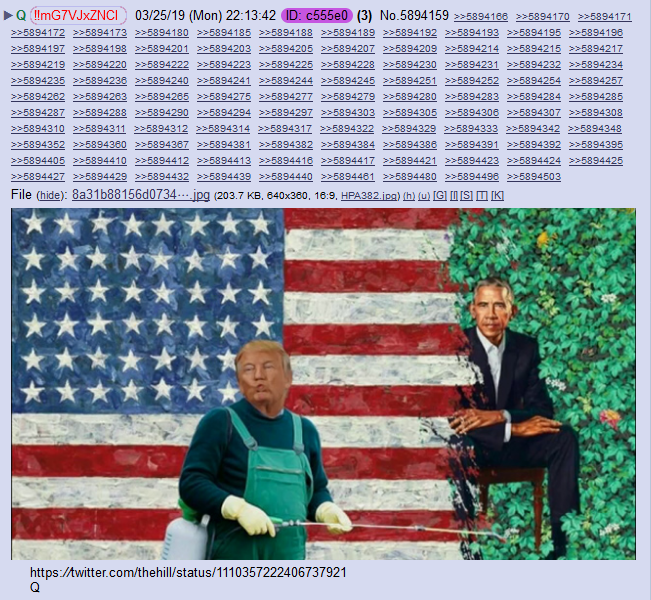 ▶ Q !!mG7VJxZNCI 03/25/19 (Mon) 22:13:42 ID: c555e0 (3) No.5894159 >>5894166 >>5894170 >>5894171
>>5894172 >>5894173 >>5894180 >>5894185 >>5894188 >>5894189 >>5894192 >>5894193 >>5894195 >>5894196
>>5894197 >>5894198 >>5894201 >>5894203 >>5894205 >>5894207 >>5894209 >>5894214 >>5894215 >>5894217
>>5894219 >>5894220 >>5894222 >>5894223 >>5894225 >>5894228 >>5894230 >>5894231 >>5894232 >>5894234
>>5894235 >>5894236 >>5894240 >>5894241 >>5894244 >>5894245 >>5894251 >>5894252 >>5894254 >>5894257
>>5894262 >>5894263 >>5894265 >>5894275 >>5894277 >>5894279 >>5894280 >>5894283 >>5894284 >>5894285
>>5894287 >>5894288 >>5894290 >>5894294 >>5894297 >>5894303 >>5894305 >>5894306 >>5894307 >>5894308
>>5894310 >>5894311 >>5894312 >>5894314 >>5894317 >>5894322 >>5894329 >>5894333 >>5894342 >>5894348
>>5894352 >>5894360 >>5894367 >>5894381 >>5894382 >>5894384 >>5894386 >>5894391 >>5894392 >>5894395
>>5894405 >>5894410 >>5894412 >>5894413 >>5894416 >>5894417 >>5894421 >>5894423 >>5894424 >>5894425
>>5894427 >>5894429 >>5894432 >>5894439 >>5894440 >>5894461 >>5894480 >>5894496 >>5894503
File (hide): 8a31b88156d0734⋯.jpg (203.7 KB, 640x360, 16:9, HPA382.jpg) (h) (u) [G] [I] [S] [T] [K]
https://twitter.com/thehill/status/1110357222406737921
Q